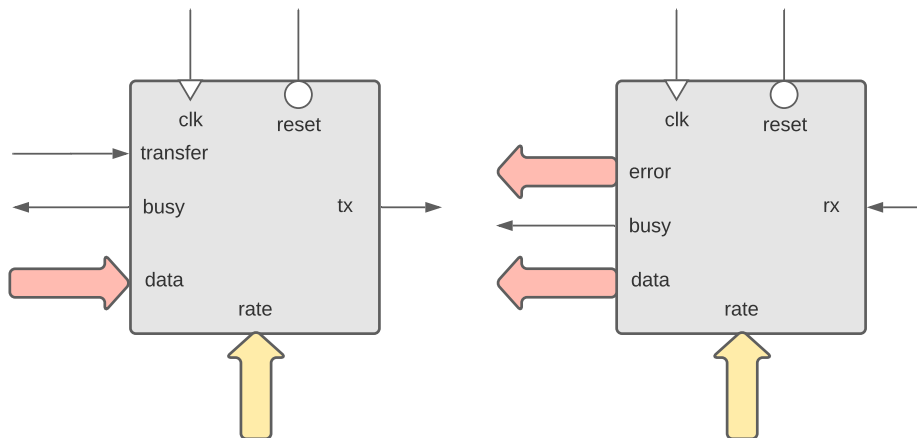 clk
reset
transfer
busy
tx
data
rate
clk
reset
error
rx
busy
data
rate